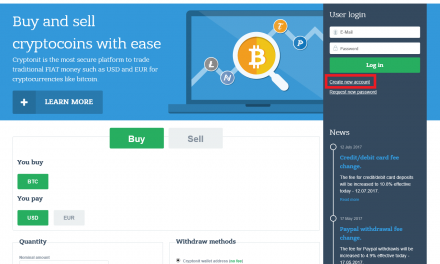 Buy and sell
cryptocoins with ease
Cryptonit is the most secure platform to trade
traditional FIAT money such as USD and EUR for
cryptocurrencies like bitcoin.
+ LEARN MORE
User login
E-Mail
Password
Log in
Create new account
Request new password
News
12 July 2017
Credit/debit card fee
change.
The fee for credit/debit card deposits
will be increased to 10.8% effective
today - 12.07.2017.
Read more
17 May 2017
Paypal withdrawal fee
change.
The fee for Paypal withdrawals will be
increased to 4.9% effective today -
17.05.2017
Buy
Sell
You buy
BTC
You pay
USD
EUR
Quantity
Nominal amount
Withdraw methods
Cryptonit wallet address (no fee)